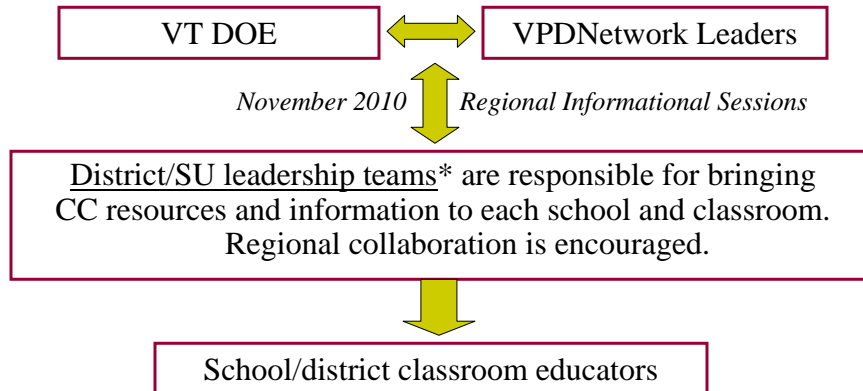 VT DOE
VPDNetwork Leaders
November 2010
Regional Informational Sessions
District/SU leadership teams* are responsible for bringing
CC resources and information to each school and classroom.
Regional collaboration is encouraged.
School/district classroom educators